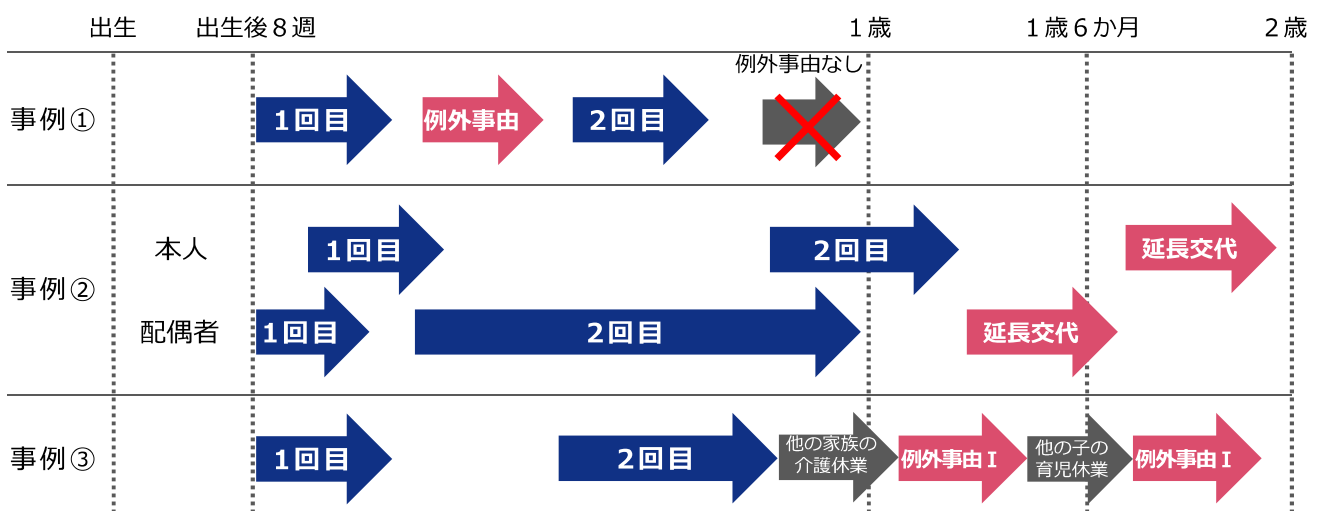 出生
出生後８週
１歳
１歳６か月
２歳
事例①
１回目
例外事由
２回目
例外事由なし
事例②
本人
１回目
２回目
延長交代
配偶者
１回目
２回目
延長交代
事例③
１回目
２回目
他の家族の
介護休業
例外事由Ⅰ
他の子の
育児休業
例外事由Ⅰ